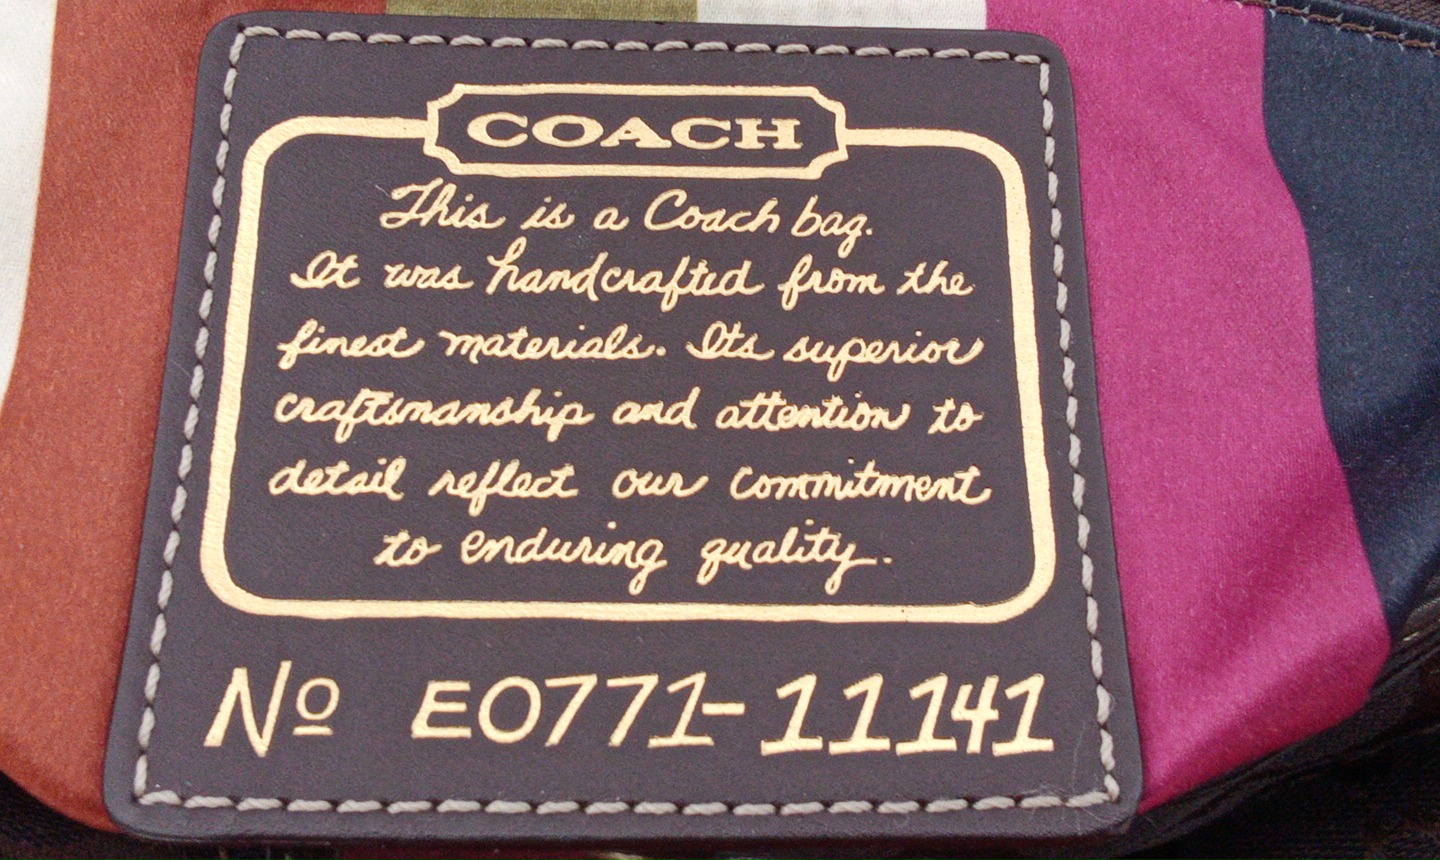 COACH
This is a Coach bag.
It was handcrafted from the
finest materials. Its superior
craftsmanship and attention to
detail reflect our commitment
to enduring quality.
Nº E0771-11141